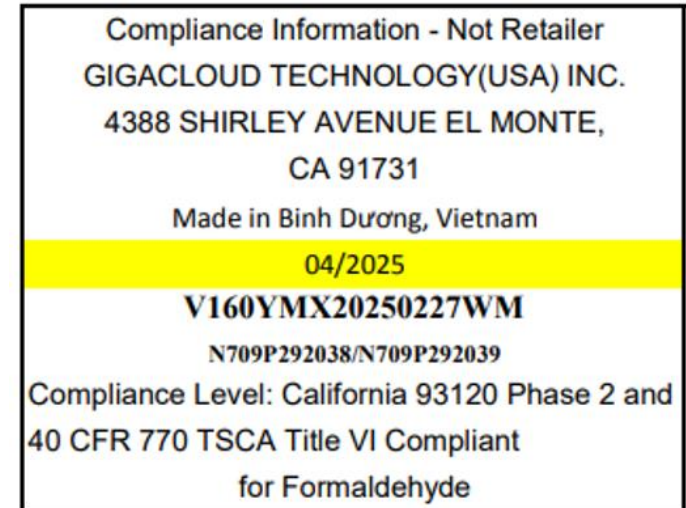 Compliance Information - Not Retailer
GIGACLOUD TECHNOLOGY(USA) INC.
4388 SHIRLEY AVENUE EL MONTE,
CA 91731
Made in Binh Dương, Vietnam
04/2025
V160YMX20250227WM
N709P292038/N709P292039
Compliance Level: California 93120 Phase 2 and
40 CFR 770 TSCA Title VI Compliant
for Formaldehyde